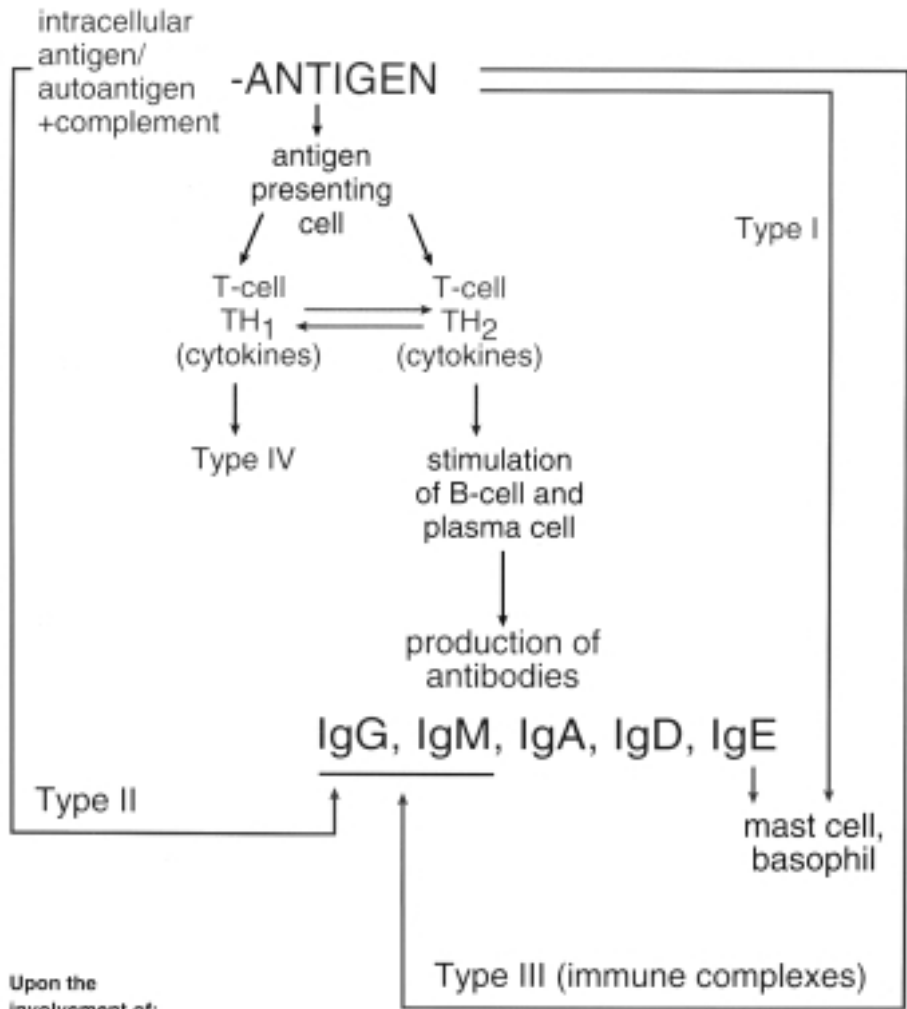 intracellular
antigen/
autoantigen
+complement
-ANTIGEN
antigen
presenting
cell
Type I
T-cell
TH1
(cytokines)
T-cell
TH2
(cytokines)
Type IV
stimulation
of B-cell and
plasma cell
production of
antibodies
IgG, IgM, IgA, IgD, IgE
Type II
mast cell,
basophil
Type III (immune complexes)
Upon the
involvement of: